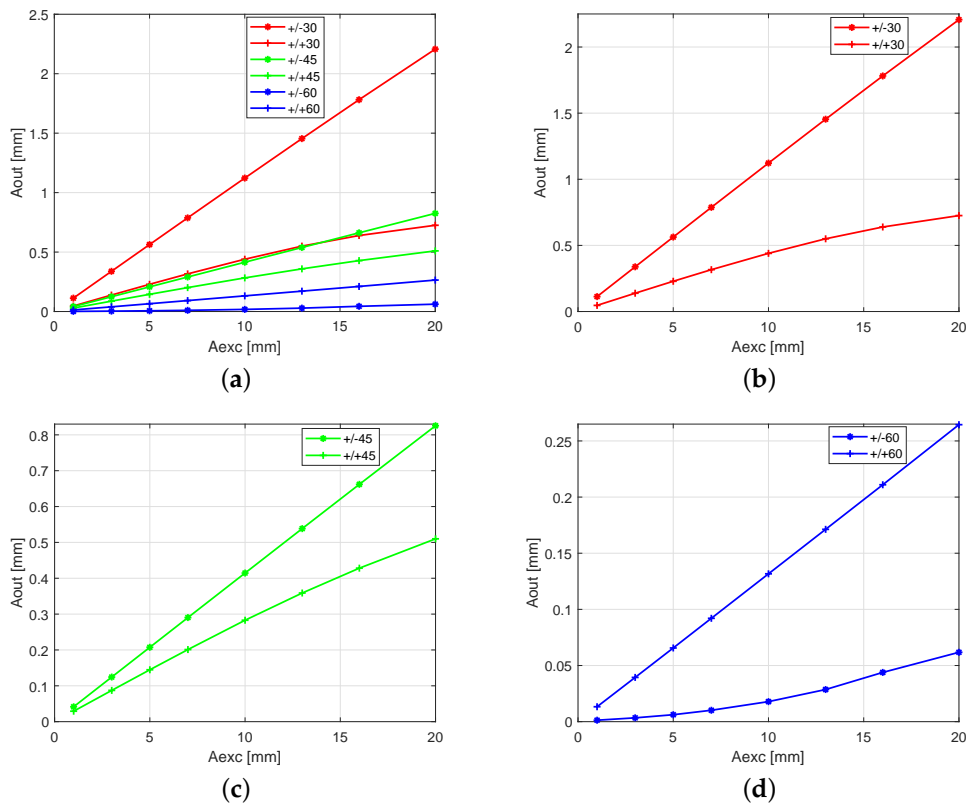 2.5
2
1.5
1
0.5
0
Aout [mm]
+/-30
+/+30
+/-45
+/+45
+/-60
+/+60
0 5 10 15 20
Aexc [mm]
(a)
2
1.5
1
0.5
0
Aout [mm]
+/-30
+/+30
0 5 10 15 20
Aexc [mm]
(b)
0.8
0.7
0.6
0.5
0.4
0.3
0.2
0.1
0
Aout [mm]
+/-45
+/+45
0 5 10 15 20
Aexc [mm]
(c)
0.25
0.2
0.15
0.1
0.05
0
Aout [mm]
+/-60
+/+60
0 5 10 15 20
Aexc [mm]
(d)